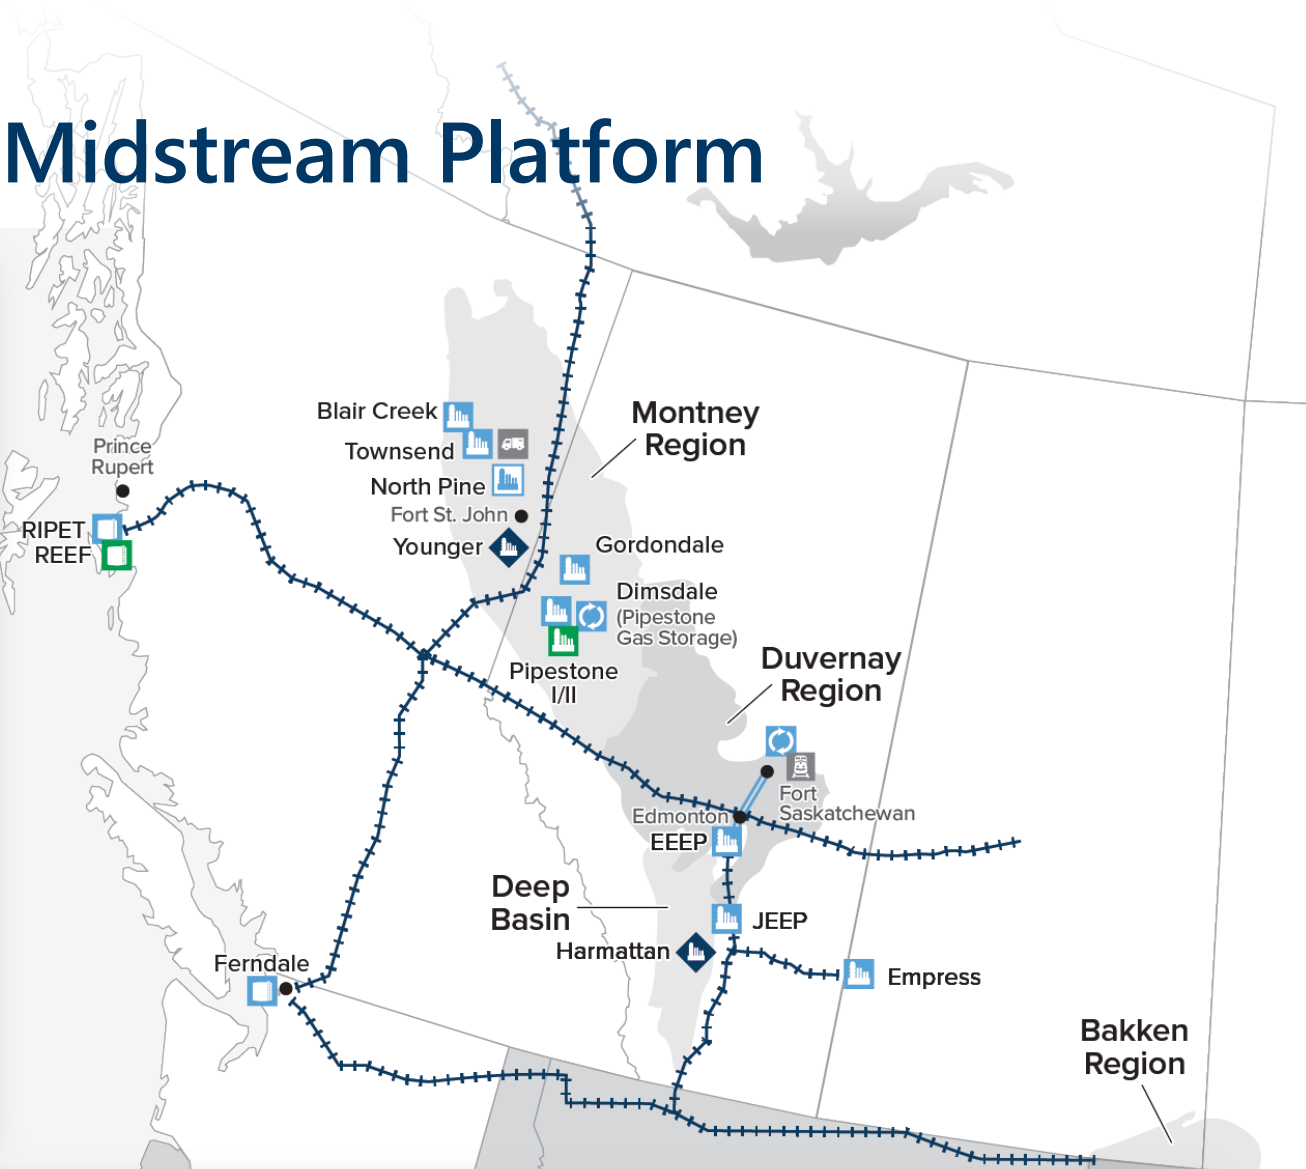 Midstream Platform
Blair Creek
Montney
Region
Townsend
Prince
Rupert
North Pine
Fort St. John
RIPET
REEF
Younger
Gordondale
Dimsdale
(Pipestone
Gas Storage)
Pipestone
I/II
Duvernay
Region
Fort
Saskatchewan
Edmonton
EEEP
Deep
Basin
JEEP
Harmattan
Ferndale
Empress
Bakken
Region